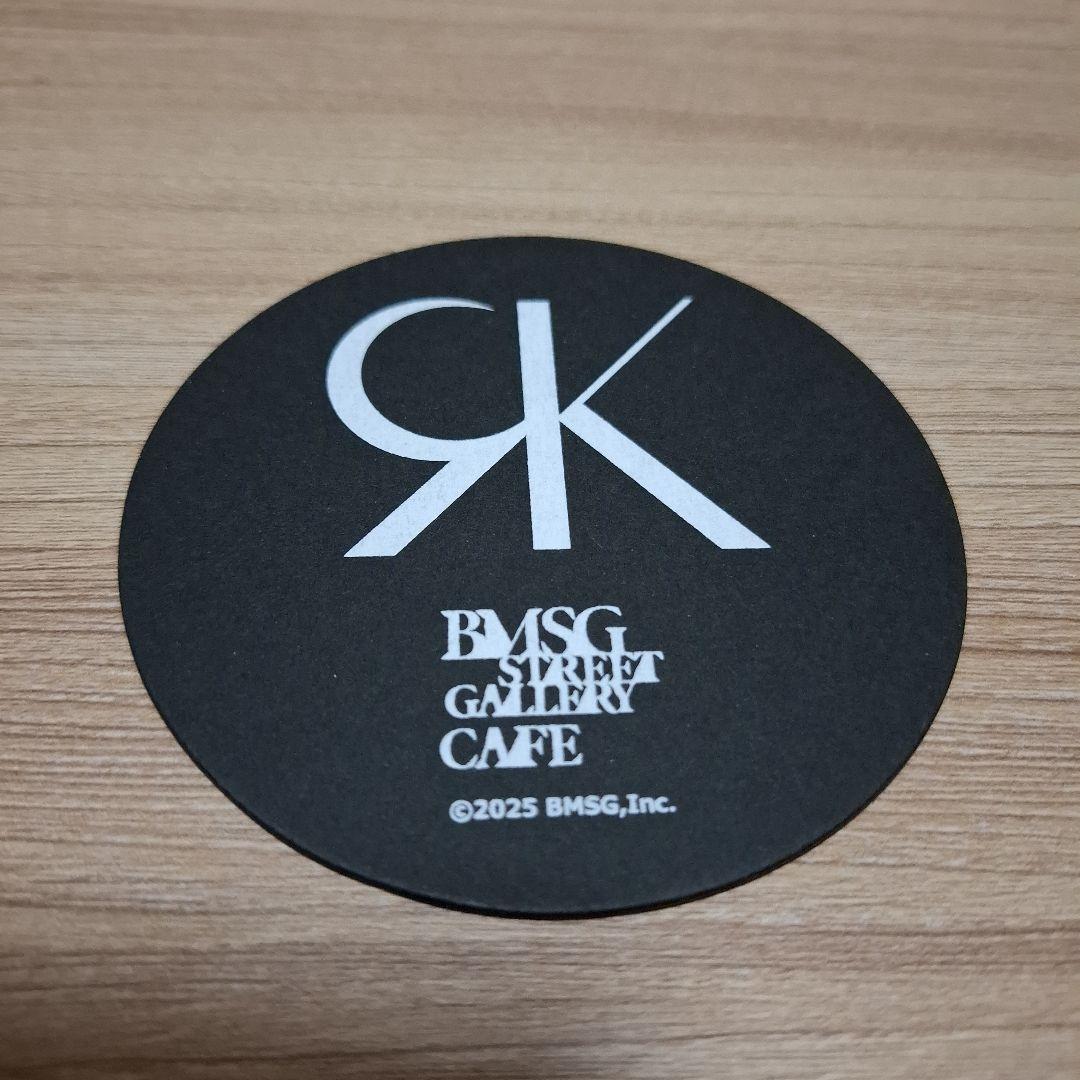 RK
BMSG
STREET
GALLERY
CAFE
©2025 BMSG,Inc.